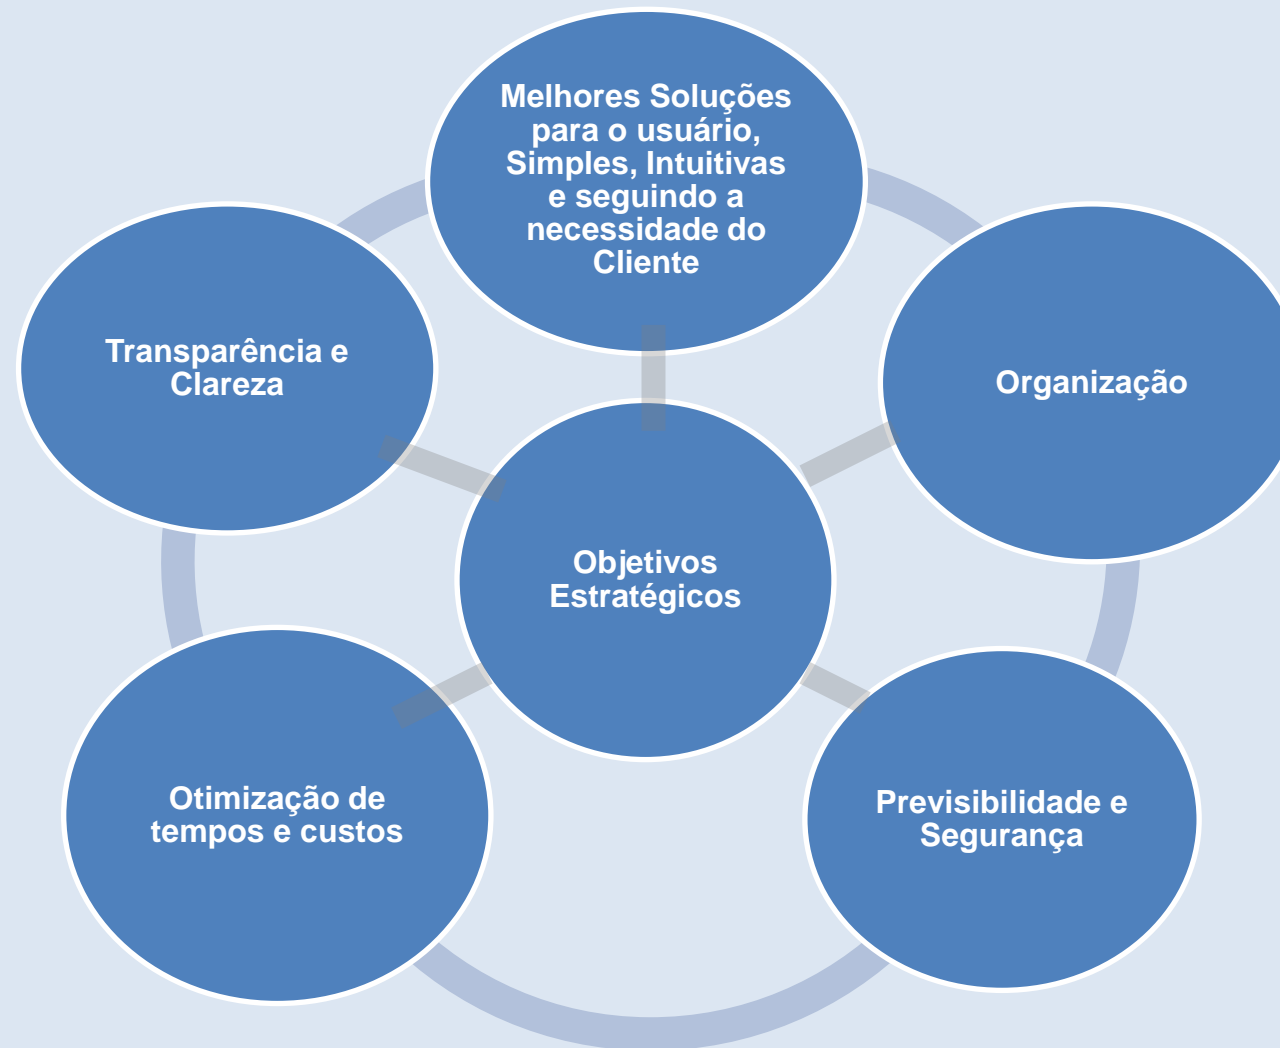 Melhores Soluções
para o usuário,
Simples, Intuitivas
e seguindo a
necessidade do
Cliente
Transparência e
Clareza
Organização
Objetivos
Estratégicos
Otimização de
tempos e custos
Previsibilidade e
Segurança